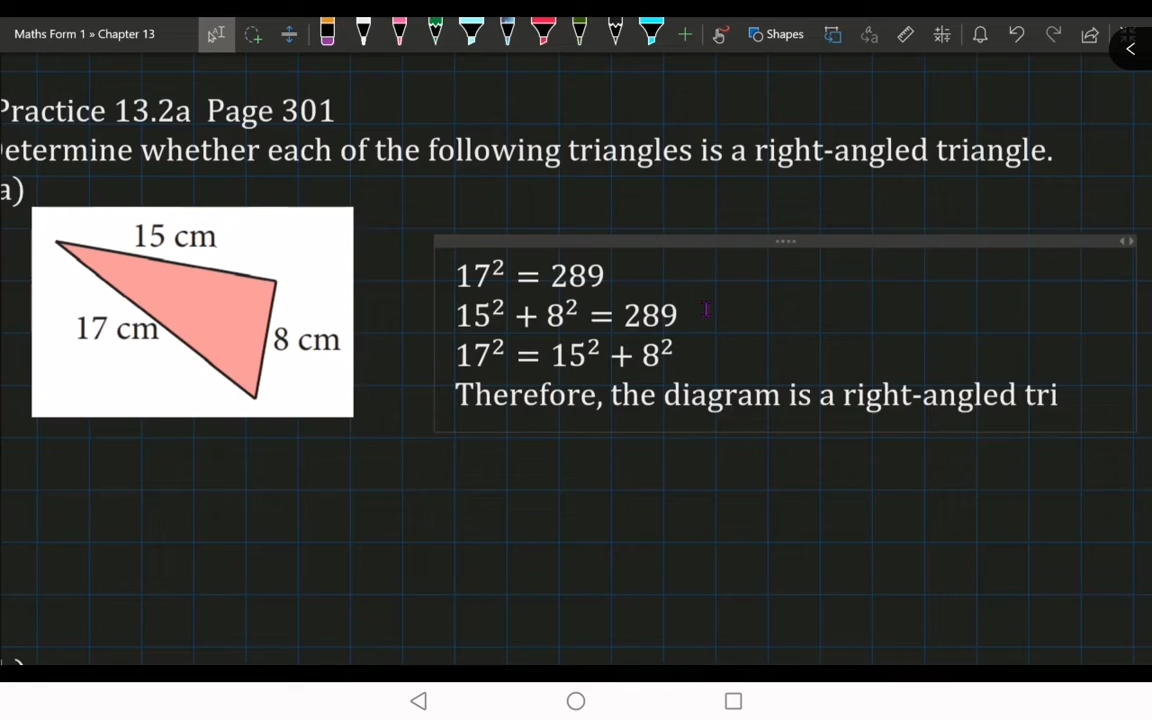 Maths Form 1 » Chapter 13
Shapes
Practice 13.2a Page 301
etermine whether each of the following triangles is a right-angled triangle.
a)
15 cm
17 cm
8 cm
17² = 289
15² + 8² = 289
17² = 15² + 8²
Therefore, the diagram is a right-angled tri